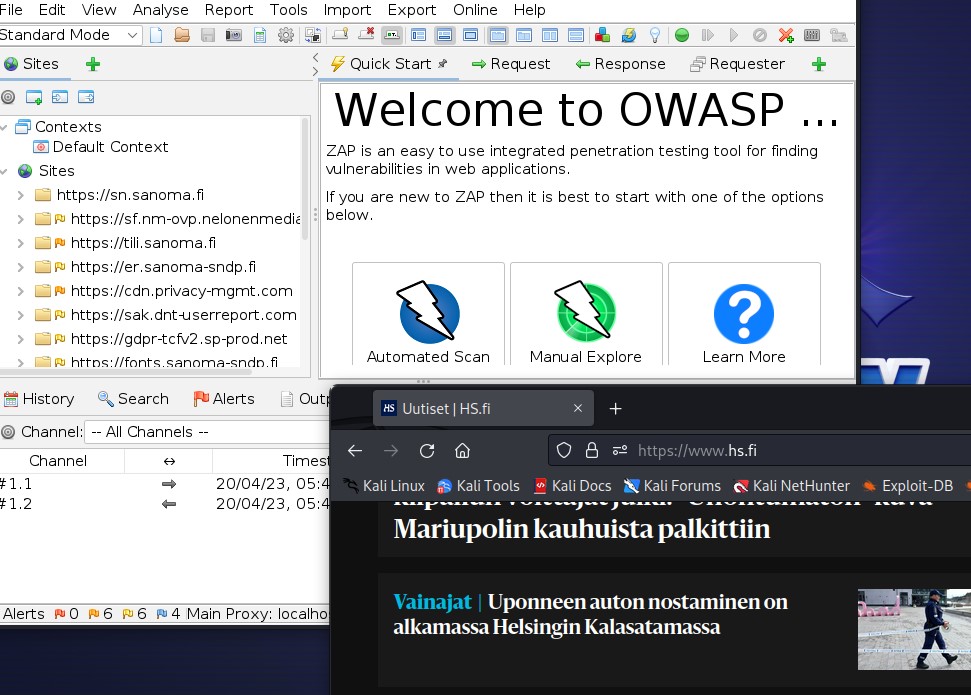 File Edit View Analyse Report Tools Import Export Online Help
Standard Mode
Sites
Quick Start Request Response Requester
Contexts
Default Context
Sites
https://sn.sanoma.fi
https://sf.nm-ovp.nelonenmedia
https://tili.sanoma.fi
https://er.sanoma-sndp.fi
https://cdn.privacy-mgmt.com
https://sak.dnt-userreport.com
https://gdpr-tcfv2.sp-prod.net
https://fonts.sanoma-sndp.fi
Welcome to OWASP ...
ZAP is an easy to use integrated penetration testing tool for finding
vulnerabilities in web applications.
If you are new to ZAP then it is best to start with one of the options
below.
Automated Scan Manual Explore Learn More
History Search Alerts Outp
Channel: -- All Channels --
Channel ↔ Timest
#1.1 → 20/04/23, 05:4
#1.2 ← 20/04/23, 05:4
Alerts 0 6 6 4 Main Proxy: localho
HS Uutiset | HS.fi × +
https://www.hs.fi
Kali Linux Kali Tools Kali Docs Kali Forums Kali NetHunter Exploit-DB
Mariupolin kauhuista palkittiin
Vainajat | Uponneen auton nostaminen on
alkamassa Helsingin Kalasatamassa